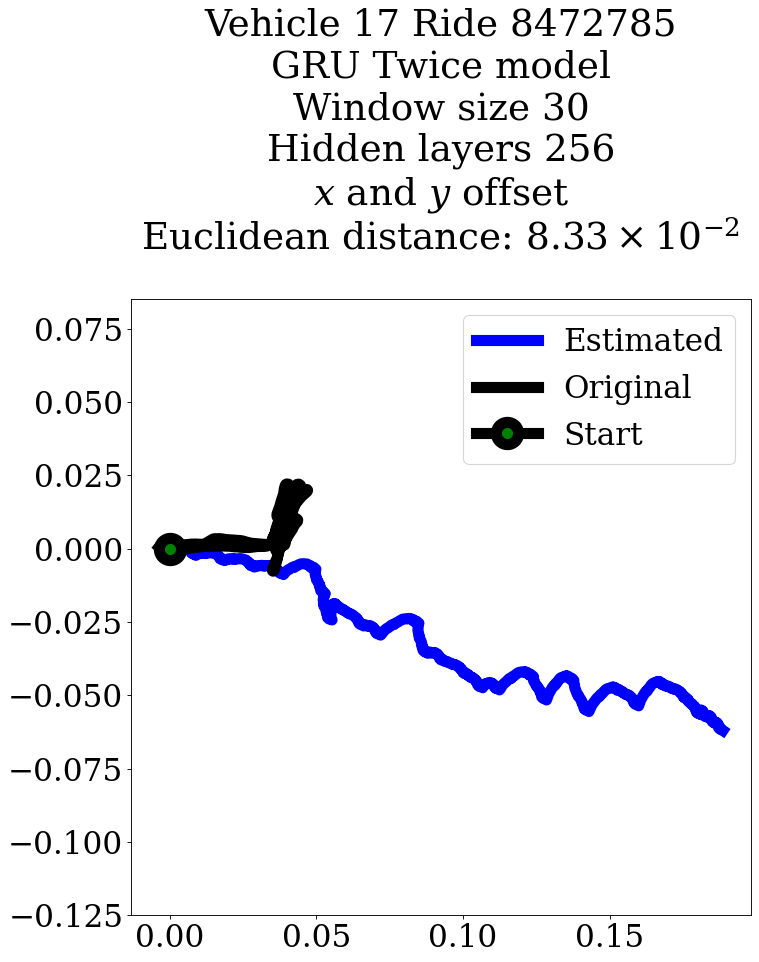 Vehicle 17 Ride 8472785
GRU Twice model
Window size 30
Hidden layers 256
x and y offset
Euclidean distance: 8.33 × 10⁻²
Estimated
Original
Start
0.075
0.050
0.025
0.000
−0.025
−0.050
−0.075
−0.100
−0.125
0.00 0.05 0.10 0.15